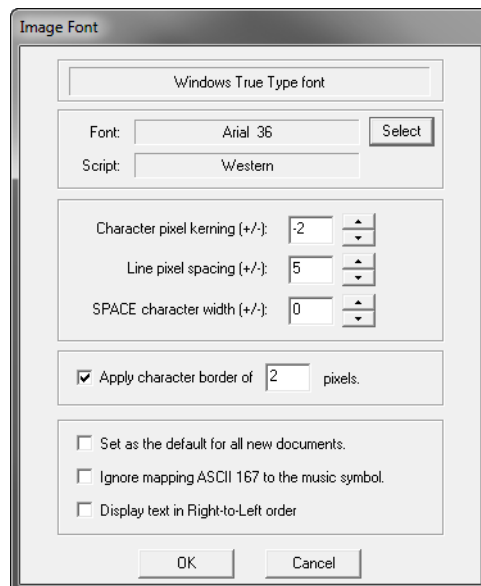 Image Font
Windows True Type font
Font: Arial 36 Select
Script: Western
Character pixel kerning (+/-): -2
Line pixel spacing (+/-): 5
SPACE character width (+/-): 0
Apply character border of 2 pixels.
Set as the default for all new documents.
Ignore mapping ASCII 167 to the music symbol.
Display text in Right-to-Left order
OK Cancel